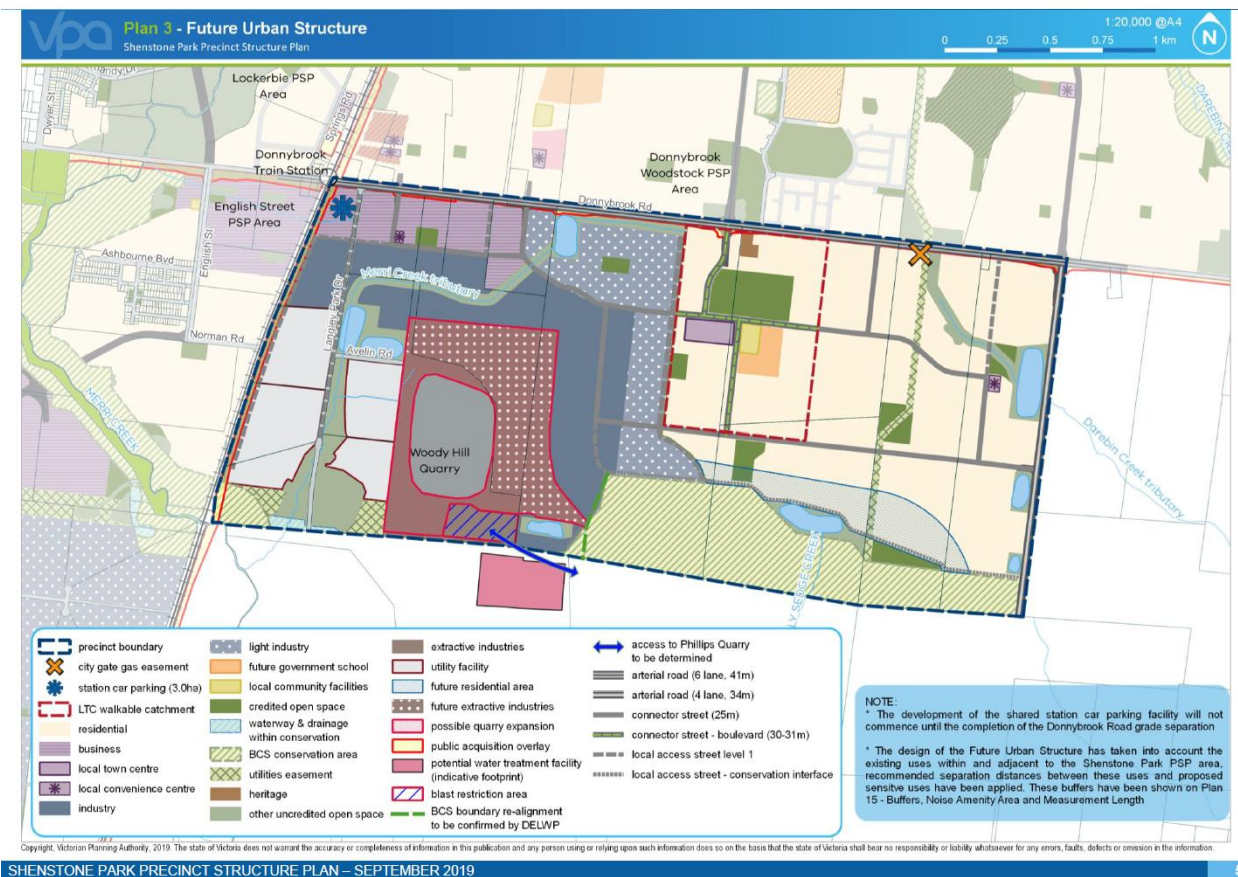 vpa
Plan 3 - Future Urban Structure
Shenstone Park Precinct Structure Plan
1:20,000 @A4
0 0.25 0.5 0.75 1 km
N
Lockerbie PSP
Area
Dwyer St
Springs Rd
DAREBIN CREEK
Donnybrook
Train Station
Donnybrook
Woodstock PSP
Area
English Street
PSP Area
Donnybrook Rd
Ashbourne Bvd
English St
Merri Creek tributary
Langley Park Dr
Norman Rd
Avelin Rd
MERRI CREEK
Woody Hill
Quarry
Darebin Creek
tributary
LY SEDGE CREEK
precinct boundary
city gate gas easement
station car parking (3.0ha)
LTC walkable catchment
residential
business
local town centre
local convenience centre
industry
light industry
future government school
local community facilities
credited open space
waterway & drainage
within conservation
BCS conservation area
utilities easement
heritage
other uncredited open space
extractive industries
utility facility
future residential area
future extractive industries
possible quarry expansion
public acquisition overlay
potential water treatment facility
(indicative footprint)
blast restriction area
BCS boundary re-alignment
to be confirmed by DELWP
access to Phillips Quarry
to be determined
arterial road (6 lane, 41m)
arterial road (4 lane, 34m)
connector street (25m)
connector street - boulevard (30-31m)
local access street level 1
local access street - conservation interface
NOTE:
* The development of the shared station car parking facility will not
commence until the completion of the Donnybrook Road grade separation
* The design of the Future Urban Structure has taken into account the
existing uses within and adjacent to the Shenstone Park PSP area,
recommended separation distances between these uses and proposed
sensitve uses have been applied. These buffers have been shown on Plan
15 - Buffers, Noise Amenity Area and Measurement Length
Copyright, Victorian Planning Authority, 2019. The state of Victoria does not warrant the accuracy or completeness of information in this publication and any person using or relying upon such information does so on the basis that the state of Victoria shall bear no responsibility or liability whatsoever for any errors, faults, defects or omission in the information.
SHENSTONE PARK PRECINCT STRUCTURE PLAN – SEPTEMBER 2019